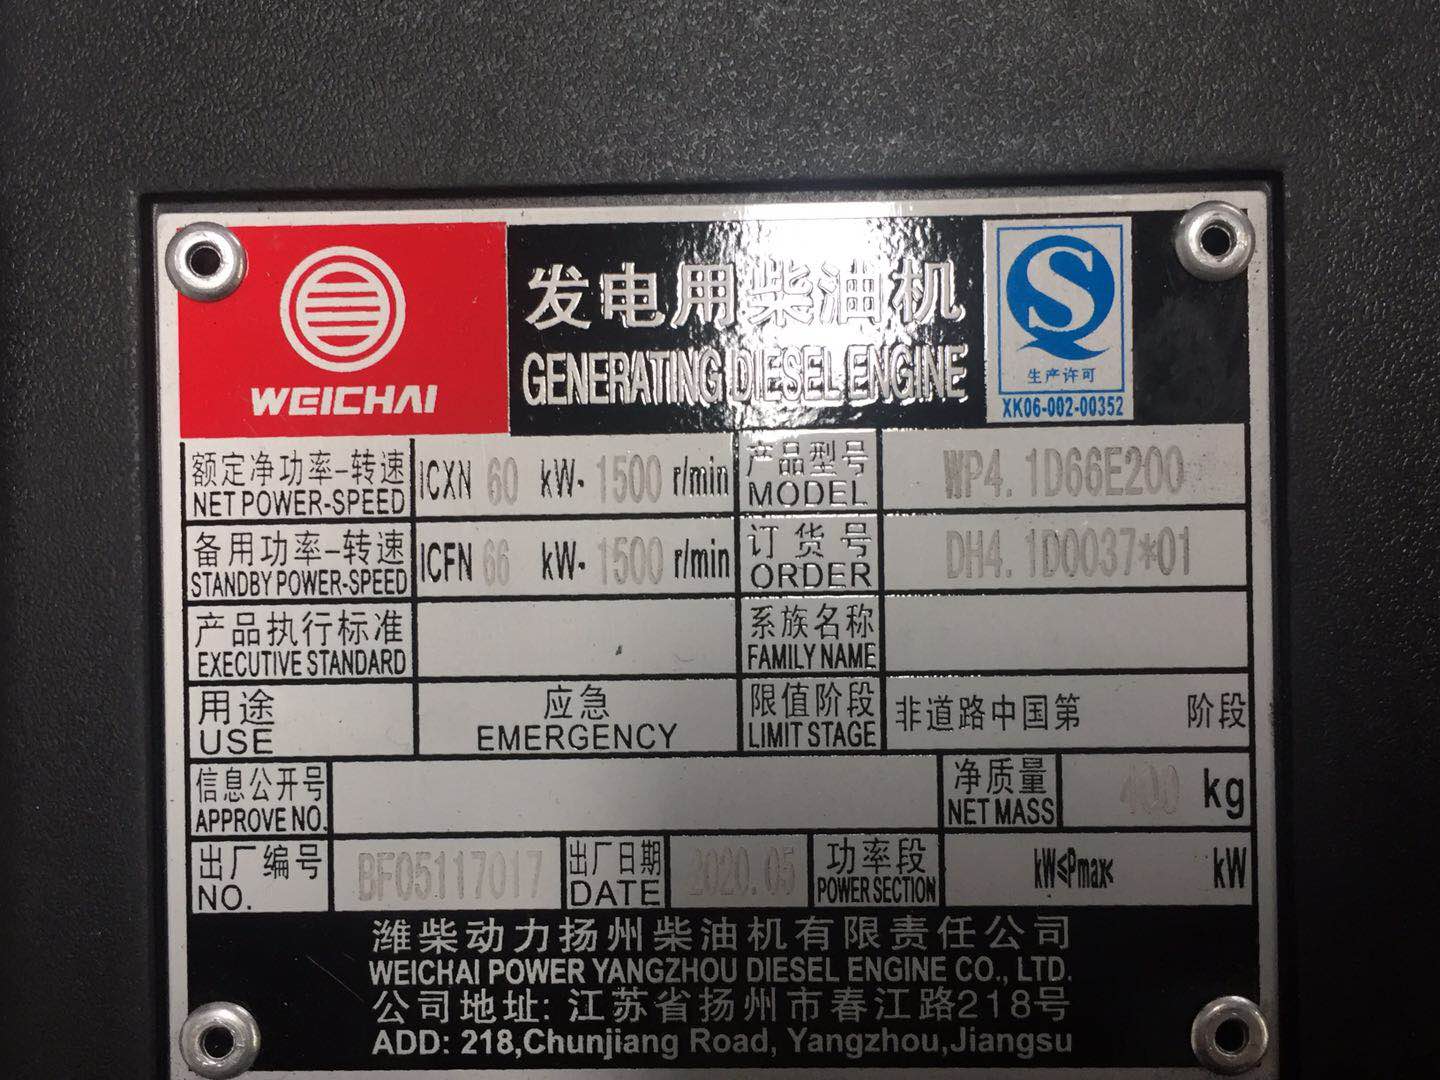 WEICHAI
发电用柴油机
GENERATING DIESEL ENGINE
S
生产许可
XK06-002-00352
额定净功率-转速
NET POWER-SPEED
ICXN 60 kW· 1500 r/min
产品型号
MODEL
WP4.1D66E200
备用功率-转速
STANDBY POWER-SPEED
ICFN 66 kW· 1500 r/min
订货号
ORDER
DH4.1D0037*01
产品执行标准
EXECUTIVE STANDARD
系族名称
FAMILY NAME
用途
USE
应急
EMERGENCY
限值阶段
LIMIT STAGE
非道路中国第 阶段
信息公开号
APPROVE NO.
净质量
NET MASS
400 kg
出厂编号
NO.
BF05117017
出厂日期
DATE
2020.05
功率段
POWER SECTION
kW≤Pmax< kW
潍柴动力扬州柴油机有限责任公司
WEICHAI POWER YANGZHOU DIESEL ENGINE CO., LTD.
公司地址: 江苏省扬州市春江路218号
ADD: 218,Chunjiang Road, Yangzhou,Jiangsu